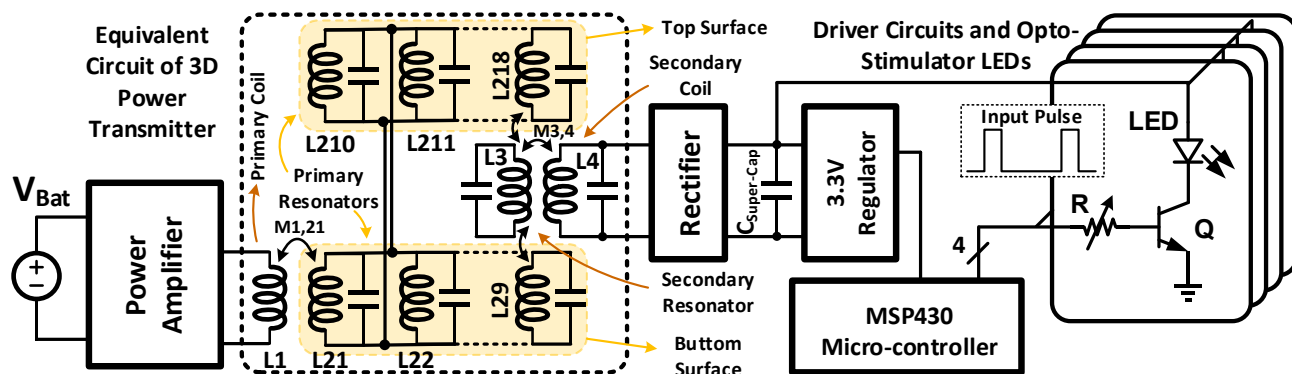 Equivalent
Circuit of 3D
Power
Transmitter
V_Bat
Power
Amplifier
Primary Coil
L1
M1,21
L210
L211
L218
Primary
Resonators
L21
L22
L29
Top Surface
Secondary
Coil
M3,4
L3
L4
Secondary
Resonator
Buttom
Surface
Rectifier
C_Super-Cap
3.3V
Regulator
MSP430
Micro-controller
4
Driver Circuits and Opto-
Stimulator LEDs
Input Pulse
LED
R
Q